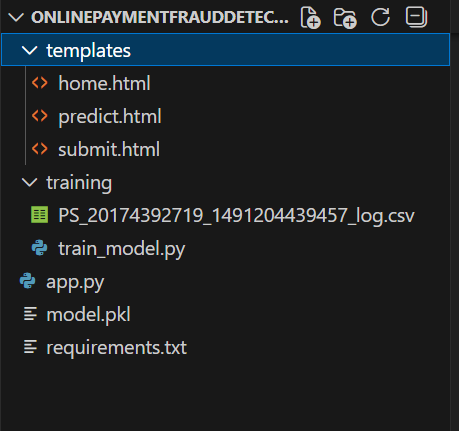 ONLINEPAYMENTFRAUDDETEC...
templates
home.html
predict.html
submit.html
training
PS_20174392719_1491204439457_log.csv
train_model.py
app.py
model.pkl
requirements.txt